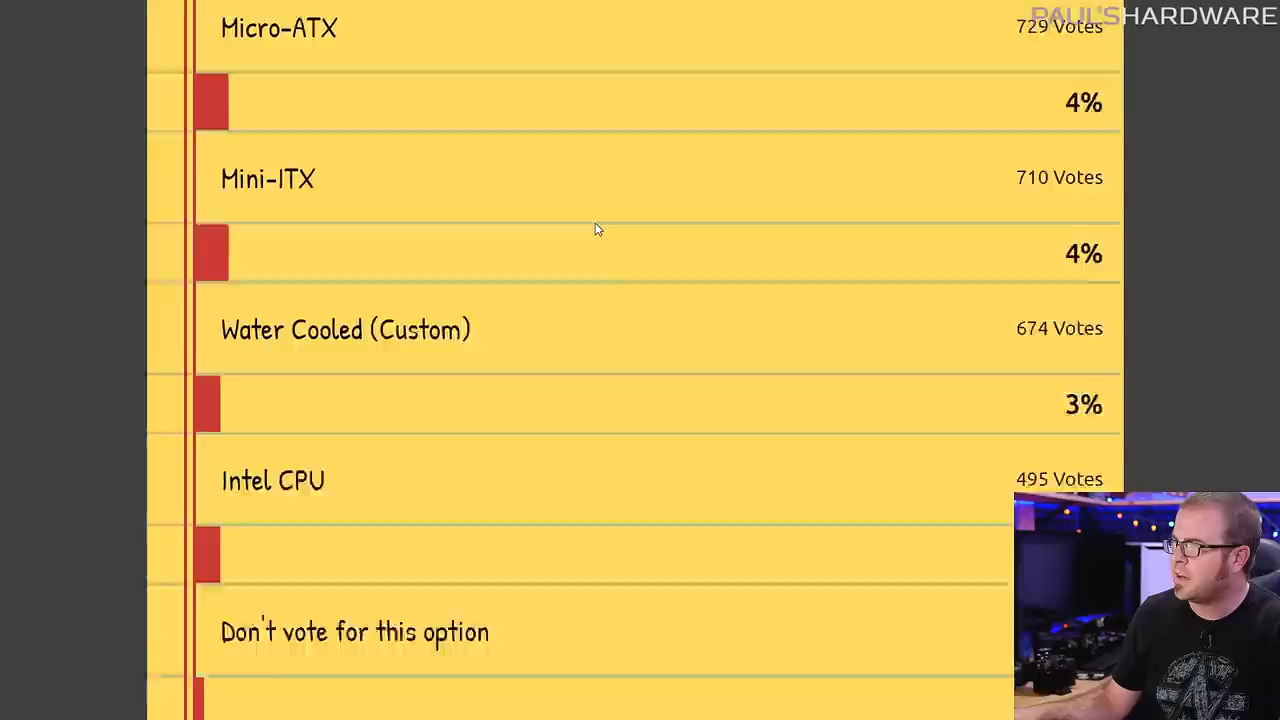 PAUL'SHARDWARE
Micro-ATX
729 Votes
4%
Mini-ITX
710 Votes
4%
Water Cooled (Custom)
674 Votes
3%
Intel CPU
495 Votes
Don't vote for this option